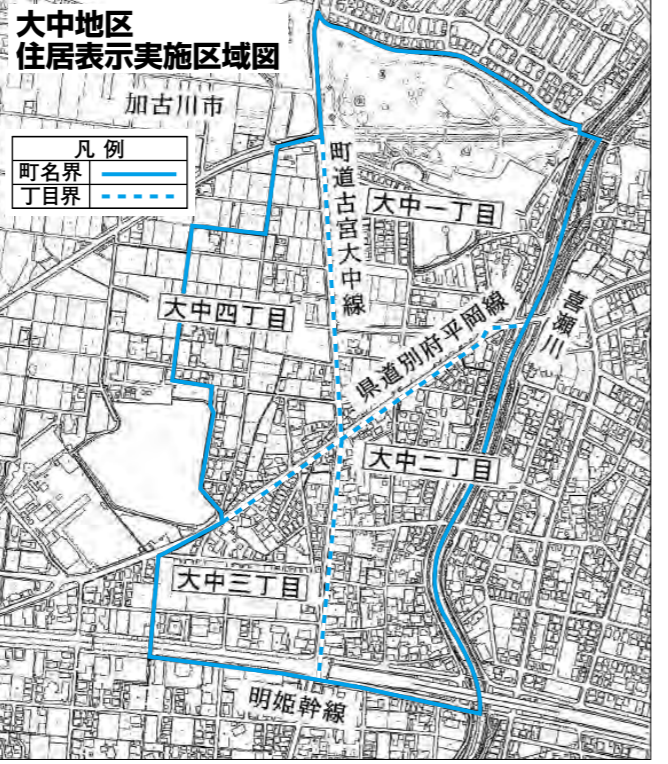 大中地区
住居表示実施区域図
加古川市
凡例
町名界
丁目界
町道古宮大中線
大中一丁目
大中四丁目
県道別府平岡線
喜瀬川
大中二丁目
大中三丁目
明姫幹線